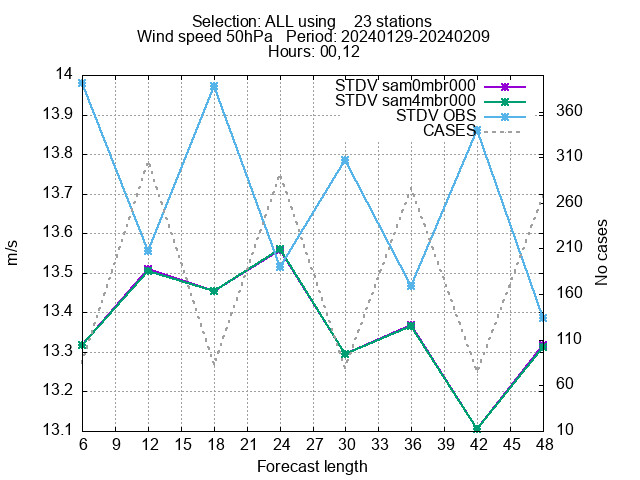 Selection: ALL using    23 stations
Wind speed 50hPa   Period: 20240129-20240209
Hours: 00,12
STDV sam0mbr000
STDV sam4mbr000
STDV OBS
CASES
14
13.9
13.8
13.7
13.6
13.5
13.4
13.3
13.2
13.1
m/s
360
310
260
210
160
110
60
10
No cases
6 9 12 15 18 21 24 27 30 33 36 39 42 45 48
Forecast length